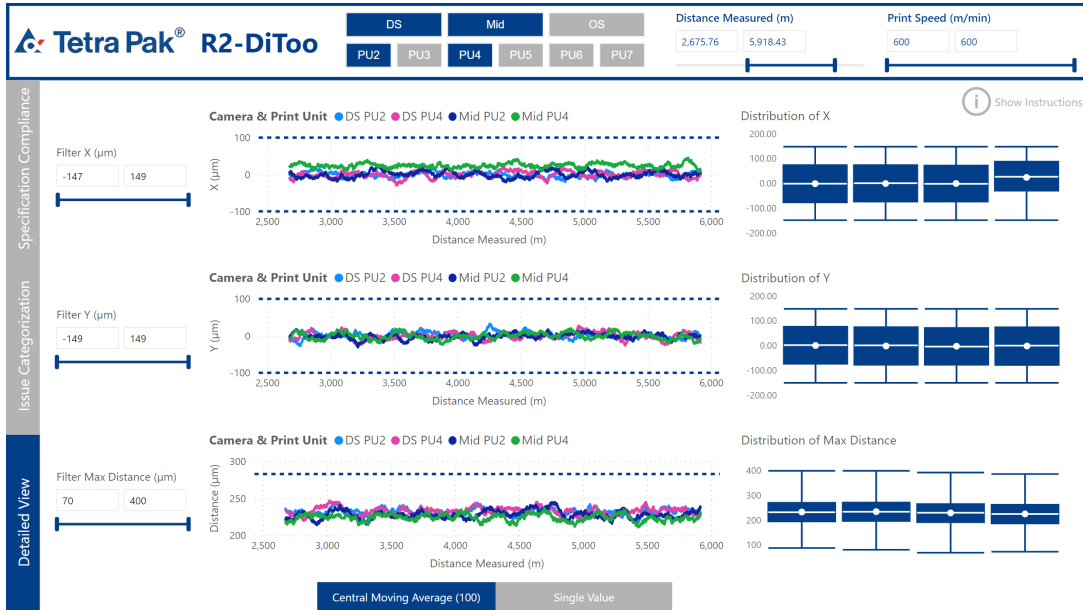 Tetra Pak® R2-DiToo
DS Mid OS
PU2 PU3 PU4 PU5 PU6 PU7
Distance Measured (m)
2,675.76 5,918.43
Print Speed (m/min)
600 600
Specification Compliance
Issue Categorization
Detailed View
i Show Instructions
Filter X (µm)
-147 149
Camera & Print Unit DS PU2 DS PU4 Mid PU2 Mid PU4
X (µm)
100
0
-100
2,500 3,000 3,500 4,000 4,500 5,000 5,500 6,000
Distance Measured (m)
Distribution of X
200.00
100.00
0.00
-100.00
-200.00
Filter Y (µm)
-149 149
Camera & Print Unit DS PU2 DS PU4 Mid PU2 Mid PU4
Y (µm)
100
0
-100
2,500 3,000 3,500 4,000 4,500 5,000 5,500 6,000
Distance Measured (m)
Distribution of Y
200.00
100.00
0.00
-100.00
-200.00
Filter Max Distance (µm)
70 400
Camera & Print Unit DS PU2 DS PU4 Mid PU2 Mid PU4
Distance (µm)
300
250
200
2,500 3,000 3,500 4,000 4,500 5,000 5,500 6,000
Distance Measured (m)
Distribution of Max Distance
400
300
200
100
Central Moving Average (100) Single Value